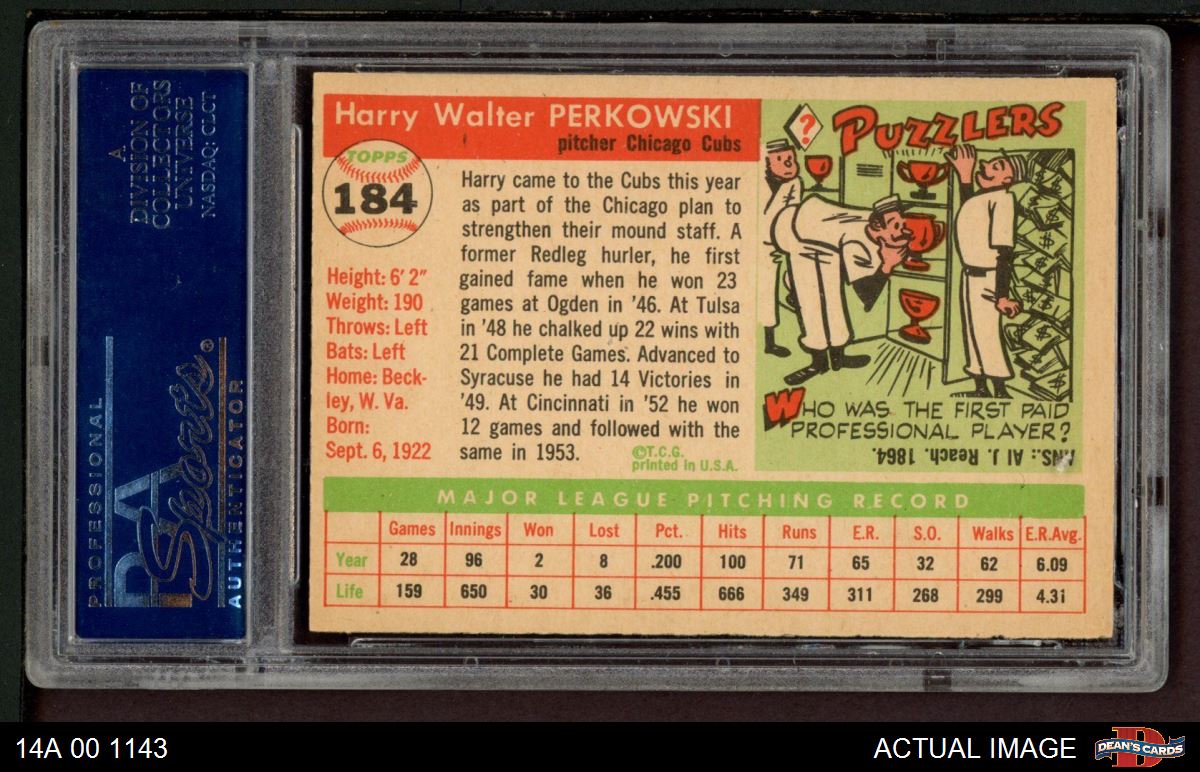 A
DIVISION OF
COLLECTORS
UNIVERSE
NASDAQ: CLCT
PROFESSIONAL
PSA
Sports®
AUTHENTICATOR
Harry Walter PERKOWSKI
pitcher Chicago Cubs
TOPPS
184
Height: 6' 2"
Weight: 190
Throws: Left
Bats: Left
Home: Beck-
ley, W. Va.
Born:
Sept. 6, 1922
Harry came to the Cubs this year
as part of the Chicago plan to
strengthen their mound staff. A
former Redleg hurler, he first
gained fame when he won 23
games at Ogden in '46. At Tulsa
in '48 he chalked up 22 wins with
21 Complete Games. Advanced to
Syracuse he had 14 Victories in
'49. At Cincinnati in '52 he won
12 games and followed with the
same in 1953.
©T.C.G.
printed in U.S.A.
?
PUZZLERS
WHO WAS THE FIRST PAID
PROFESSIONAL PLAYER?
ANS.: Al J. Reach. 1864.
MAJOR LEAGUE PITCHING RECORD
Games Innings Won Lost Pct. Hits Runs E.R. S.O. Walks E.R.Avg.
Year 28 96 2 8 .200 100 71 65 32 62 6.09
Life 159 650 30 36 .455 666 349 311 268 299 4.31
14A 00 1143
ACTUAL IMAGE
DEAN'S CARDS